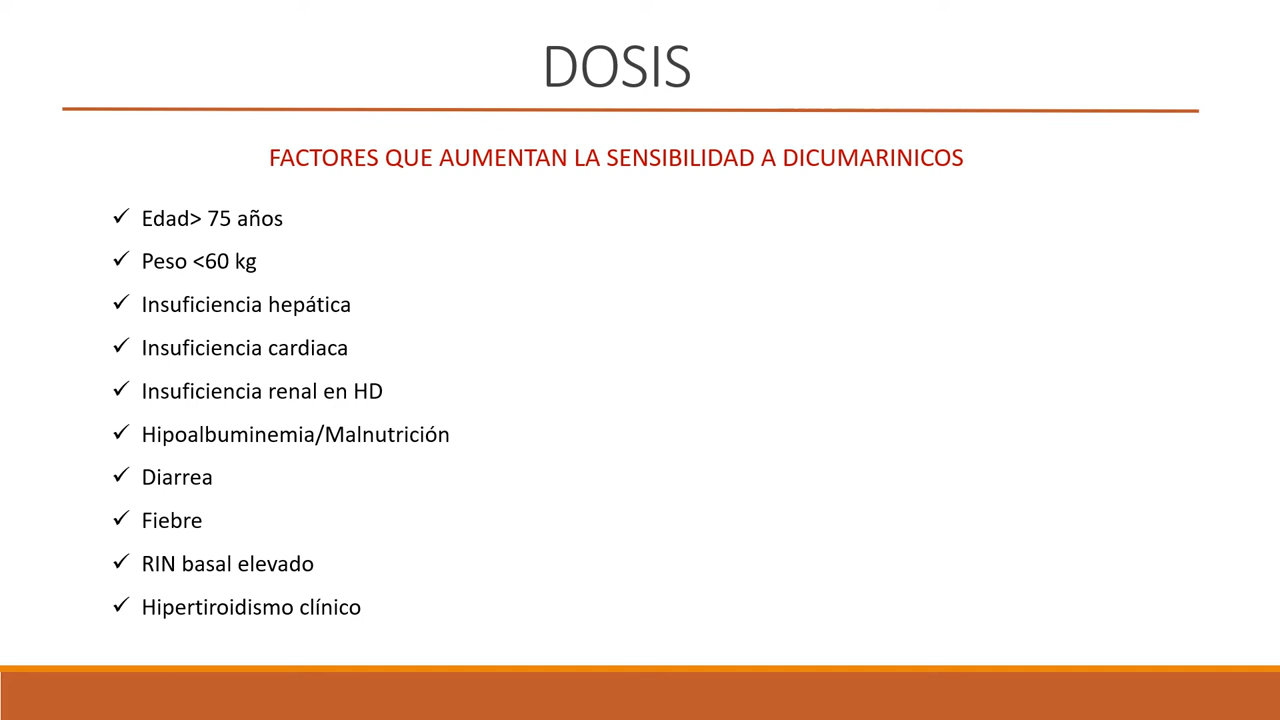 DOSIS
FACTORES QUE AUMENTAN LA SENSIBILIDAD A DICUMARINICOS
✓ Edad> 75 años
✓ Peso <60 kg
✓ Insuficiencia hepática
✓ Insuficiencia cardiaca
✓ Insuficiencia renal en HD
✓ Hipoalbuminemia/Malnutrición
✓ Diarrea
✓ Fiebre
✓ RIN basal elevado
✓ Hipertiroidismo clínico